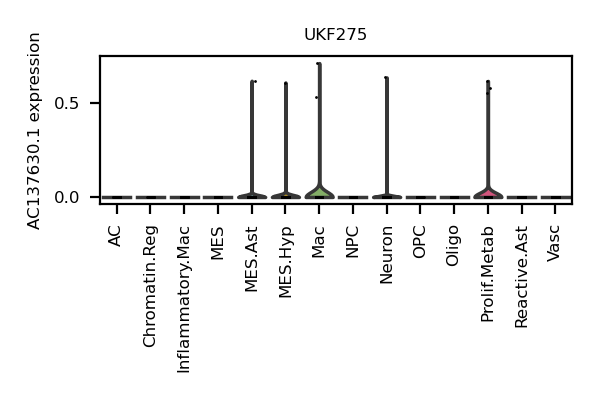 UKF275
AC137630.1 expression
0.5
0.0
AC
Chromatin.Reg
Inflammatory.Mac
MES
MES.Ast
MES.Hyp
Mac
NPC
Neuron
OPC
Oligo
Prolif.Metab
Reactive.Ast
Vasc